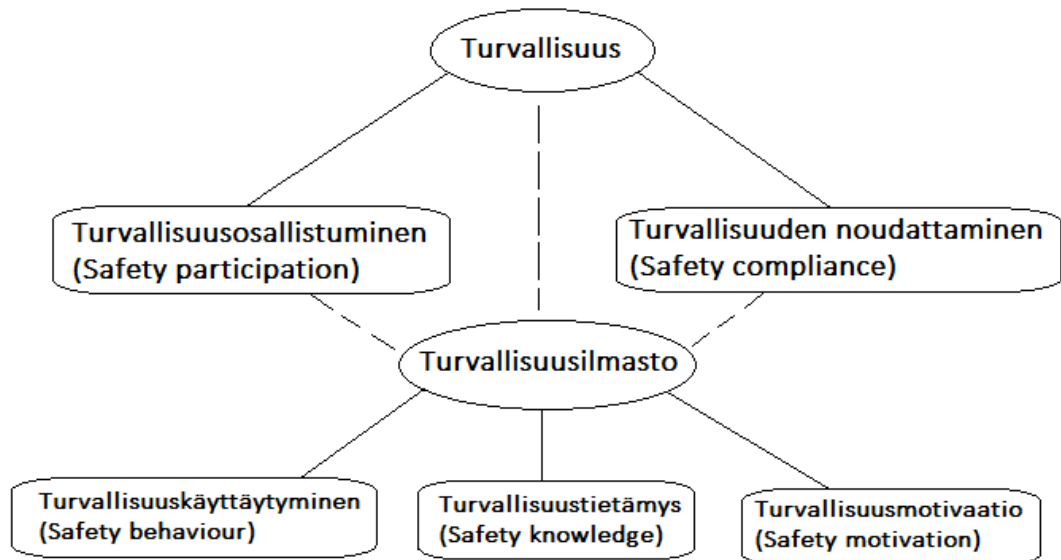 Turvallisuus
Turvallisuusosallistuminen
(Safety participation)
Turvallisuuden noudattaminen
(Safety compliance)
Turvallisuusilmasto
Turvallisuuskäyttäytyminen
(Safety behaviour)
Turvallisuustietämys
(Safety knowledge)
Turvallisuusmotivaatio
(Safety motivation)